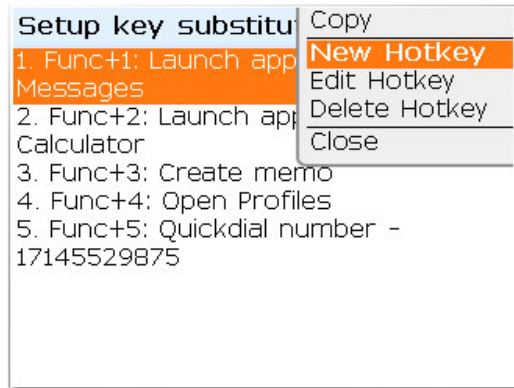 Setup key substitu
1. Func+1: Launch app
Messages
2. Func+2: Launch app
Calculator
3. Func+3: Create memo
4. Func+4: Open Profiles
5. Func+5: Quickdial number -
17145529875
Copy
New Hotkey
Edit Hotkey
Delete Hotkey
Close